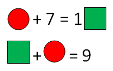 + 7 = 1
+ = 9